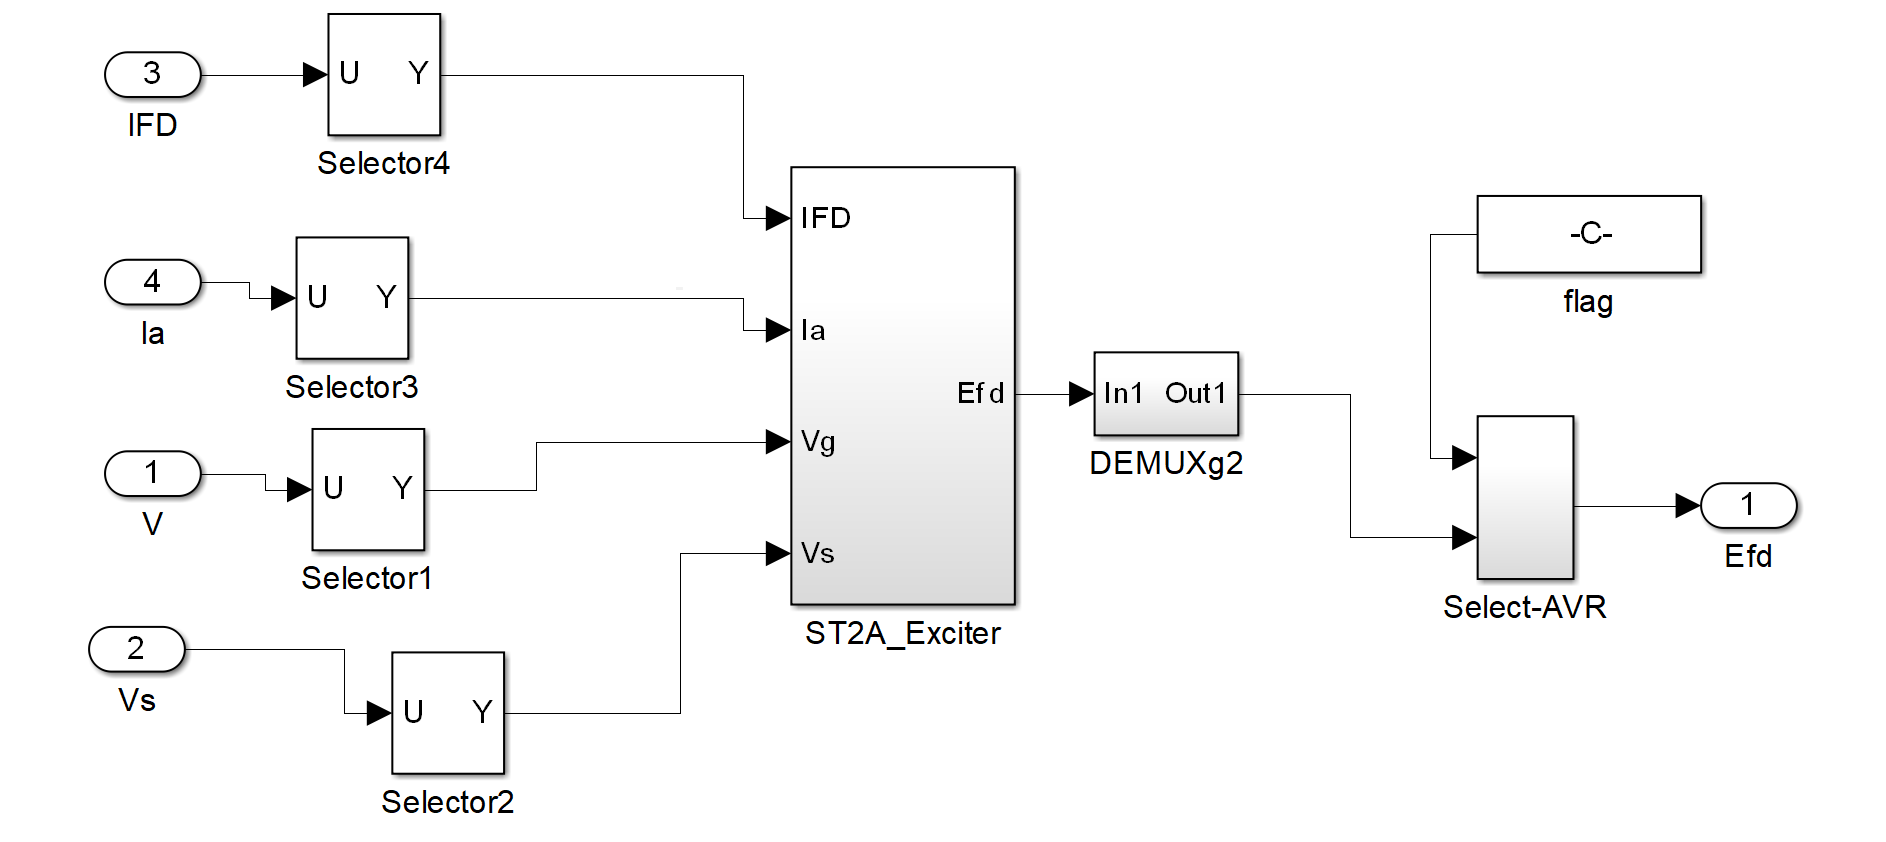 3
U Y
IFD
Selector4
4
U Y
Ia
Selector3
1
U Y
V
Selector1
2
U Y
Vs
Selector2
IFD
Ia
Efd
Vg
Vs
ST2A_Exciter
In1 Out1
DEMUXg2
-C-
flag
Select-AVR
1
Efd